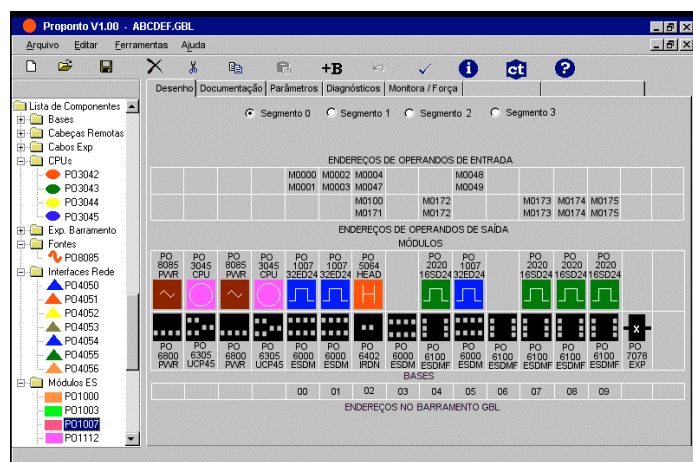 Proponto V1.00 - ABCDEF.GBL
Arquivo Editar Ferramentas Ajuda
+B ct ?
Desenho Documentação Parâmetros Diagnósticos Monitora / Força
Lista de Componentes
Bases
Cabeças Remotas
Cabos Exp
CPUs
PO3042
PO3043
PO3044
PO3045
Exp. Barramento
Fontes
PO8085
Interfaces Rede
PO4050
PO4051
PO4052
PO4053
PO4054
PO4055
PO4056
Módulos ES
PO1000
PO1003
PO1007
PO1112
Segmento 0 Segmento 1 Segmento 2 Segmento 3
ENDEREÇOS DE OPERANDOS DE ENTRADA
M0000 M0002 M0004 M0048
M0001 M0003 M0047 M0049
M0100 M0172 M0173 M0174 M0175
M0171 M0172 M0173 M0174 M0175
ENDEREÇOS DE OPERANDOS DE SAÍDA
MÓDULOS
PO PO PO PO PO PO PO PO PO PO PO PO
8085 3045 8085 3045 1007 1007 5064 2020 1007 2020 2020 2020
PWR CPU PWR CPU 32ED24 32ED24 HEAD 16SD24 32ED24 16SD24 16SD24 16SD24
H
x
PO PO PO PO PO PO PO PO PO PO PO PO PO PO PO
6800 6305 6800 6305 6000 6000 6402 6000 6100 6000 6100 6100 6100 6100 7078
PWR UCP45 PWR UCP45 ESDM ESDM IRDN ESDM ESDMF ESDM ESDMF ESDMF ESDMF ESDMF EXP
BASES
00 01 02 03 04 05 06 07 08 09
ENDEREÇOS NO BARRAMENTO GBL